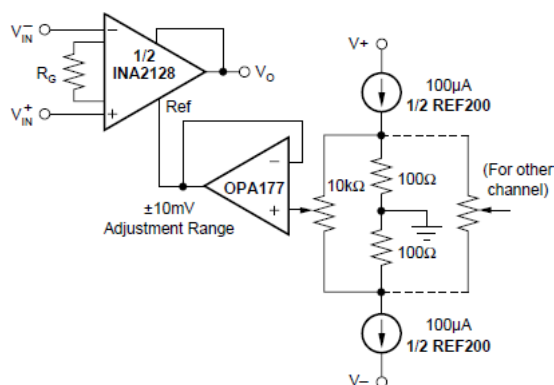 V−IN
−
RG
V+IN
+
1/2
INA2128
VO
Ref
−
OPA177
+
±10mV
Adjustment Range
V+
100µA
1/2 REF200
10kΩ
100Ω
100Ω
(For other
channel)
100µA
1/2 REF200
V−